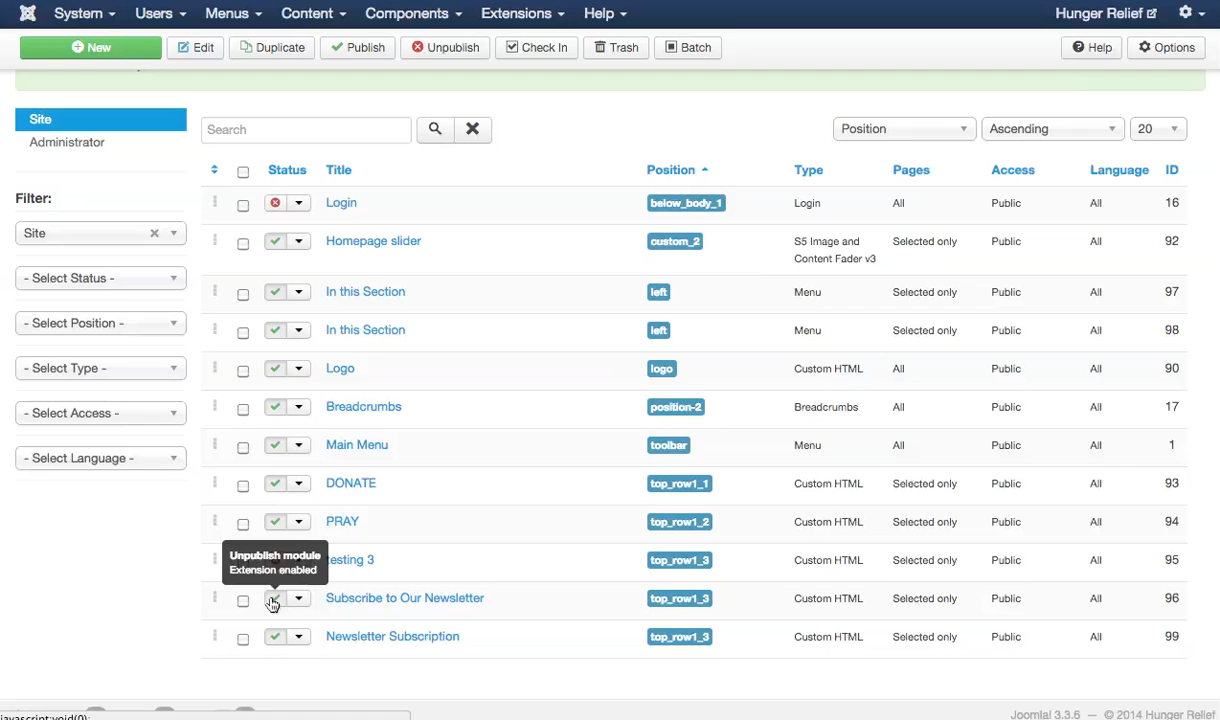 System Users Menus Content Components Extensions Help Hunger Relief
New Edit Duplicate Publish Unpublish Check In Trash Batch Help Options
Site
Administrator
Filter:
Site
- Select Status -
- Select Position -
- Select Type -
- Select Access -
- Select Language -
Search Position Ascending 20
Status Title Position Type Pages Access Language ID
Login below_body_1 Login All Public All 16
Homepage slider custom_2 S5 Image and Selected only Public All 92
Content Fader v3
In this Section left Menu Selected only Public All 97
In this Section left Menu Selected only Public All 98
Logo logo Custom HTML All Public All 90
Breadcrumbs position-2 Breadcrumbs All Public All 17
Main Menu toolbar Menu All Public All 1
DONATE top_row1_1 Custom HTML Selected only Public All 93
PRAY top_row1_2 Custom HTML Selected only Public All 94
Unpublish module
Extension enabled
testing 3 top_row1_3 Custom HTML Selected only Public All 95
Subscribe to Our Newsletter top_row1_3 Custom HTML Selected only Public All 96
Newsletter Subscription top_row1_3 Custom HTML Selected only Public All 99
javascript:void(0);
Joomla! 3.3.6 — © 2014 Hunger Relief